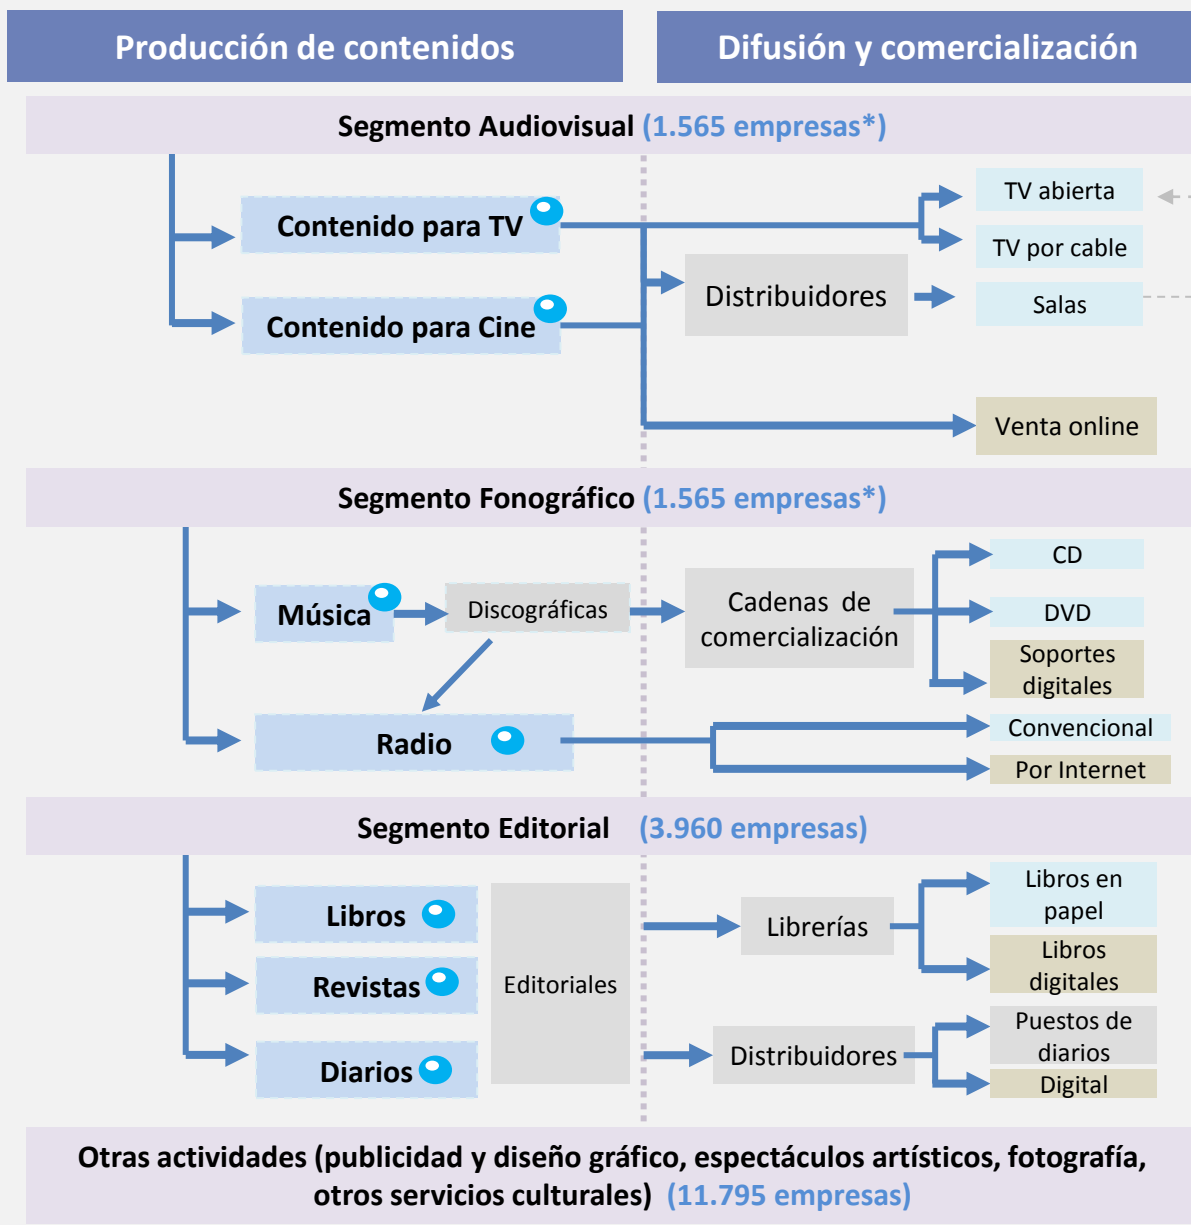 Producción de contenidos
Difusión y comercialización
Segmento Audiovisual (1.565 empresas*)
Contenido para TV
TV abierta
TV por cable
Distribuidores
Contenido para Cine
Salas
Venta online
Segmento Fonográfico (1.565 empresas*)
Música
Discográficas
Cadenas de
comercialización
CD
DVD
Soportes
digitales
Radio
Convencional
Por Internet
Segmento Editorial (3.960 empresas)
Libros
Revistas
Diarios
Editoriales
Librerías
Libros en
papel
Libros
digitales
Distribuidores
Puestos de
diarios
Digital
Otras actividades (publicidad y diseño gráfico, espectáculos artísticos, fotografía,
otros servicios culturales) (11.795 empresas)